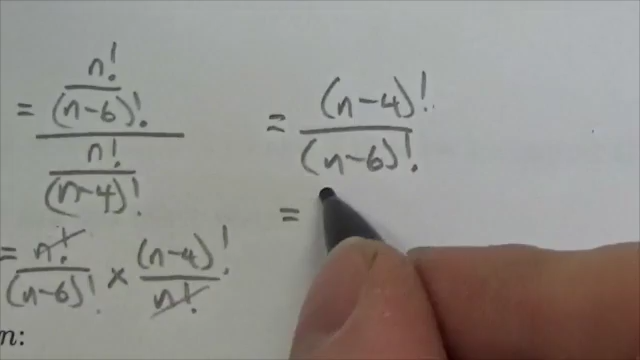 = n!/(n-6)!
n!/(n-4)!
= n!/(n-6)! × (n-4)!/n!
n:
= (n-4)!/(n-6)!
=